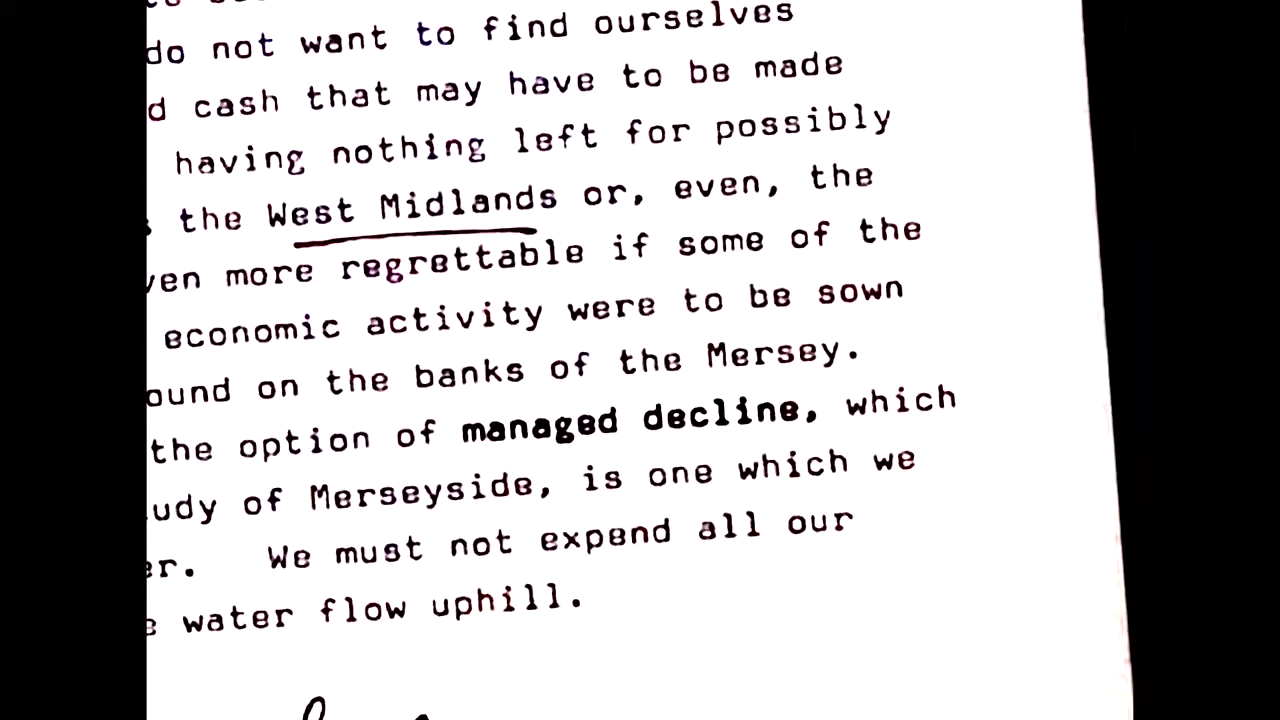 do not want to find ourselves
d cash that may have to be made
having nothing left for possibly
s the West Midlands or, even, the
ven more regrettable if some of the
economic activity were to be sown
ound on the banks of the Mersey.
the option of managed decline, which
udy of Merseyside, is one which we
er. We must not expend all our
e water flow uphill.